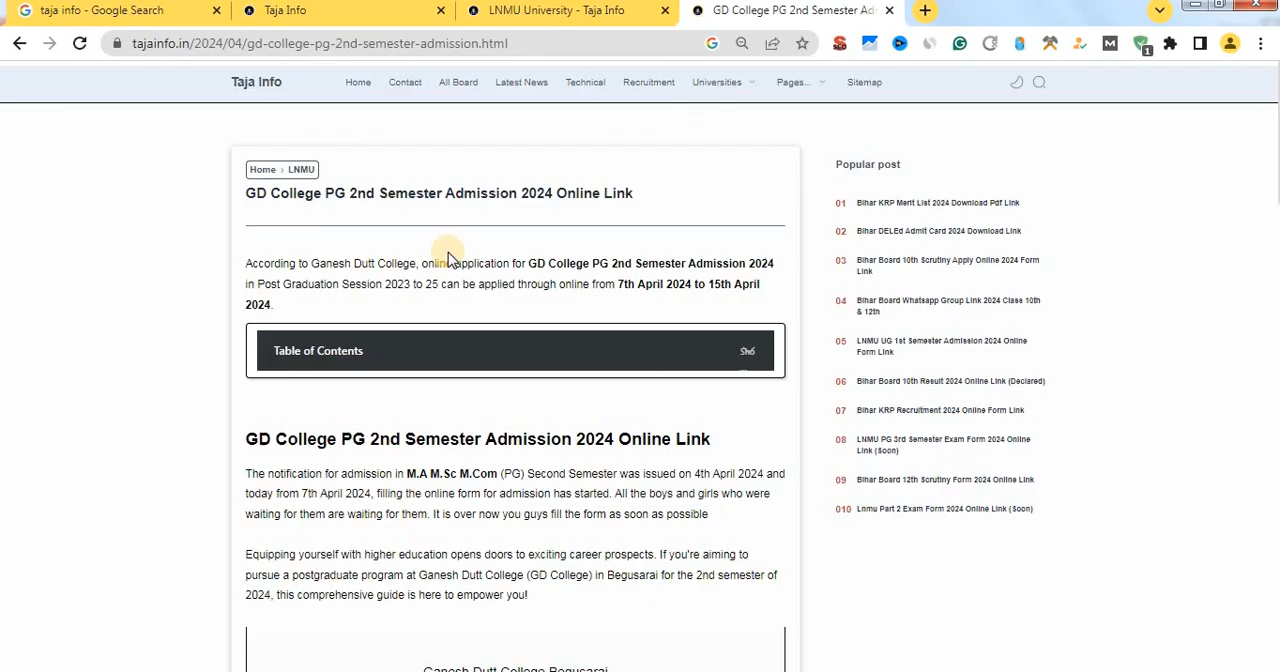 taja info - Google Search
Taja Info
LNMU University - Taja Info
GD College PG 2nd Semester Ad
tajainfo.in/2024/04/gd-college-pg-2nd-semester-admission.html
Taja Info
Home
Contact
All Board
Latest News
Technical
Recruitment
Universities
Pages...
Sitemap
Home › LNMU
GD College PG 2nd Semester Admission 2024 Online Link
According to Ganesh Dutt College, online application for GD College PG 2nd Semester Admission 2024
in Post Graduation Session 2023 to 25 can be applied through online from 7th April 2024 to 15th April
2024.
Table of Contents
GD College PG 2nd Semester Admission 2024 Online Link
The notification for admission in M.A M.Sc M.Com (PG) Second Semester was issued on 4th April 2024 and
today from 7th April 2024, filling the online form for admission has started. All the boys and girls who were
waiting for them are waiting for them. It is over now you guys fill the form as soon as possible
Equipping yourself with higher education opens doors to exciting career prospects. If you're aiming to
pursue a postgraduate program at Ganesh Dutt College (GD College) in Begusarai for the 2nd semester of
2024, this comprehensive guide is here to empower you!
Ganesh Dutt College Begusarai
Popular post
01 Bihar KRP Merit List 2024 Download Pdf Link
02 Bihar DELEd Admit Card 2024 Download Link
03 Bihar Board 10th Scrutiny Apply Online 2024 Form
Link
04 Bihar Board Whatsapp Group Link 2024 Class 10th
& 12th
05 LNMU UG 1st Semester Admission 2024 Online
Form Link
06 Bihar Board 10th Result 2024 Online Link (Declared)
07 Bihar KRP Recruitment 2024 Online Form Link
08 LNMU PG 3rd Semester Exam Form 2024 Online
Link (Soon)
09 Bihar Board 12th Scrutiny Form 2024 Online Link
010 Lnmu Part 2 Exam Form 2024 Online Link (Soon)